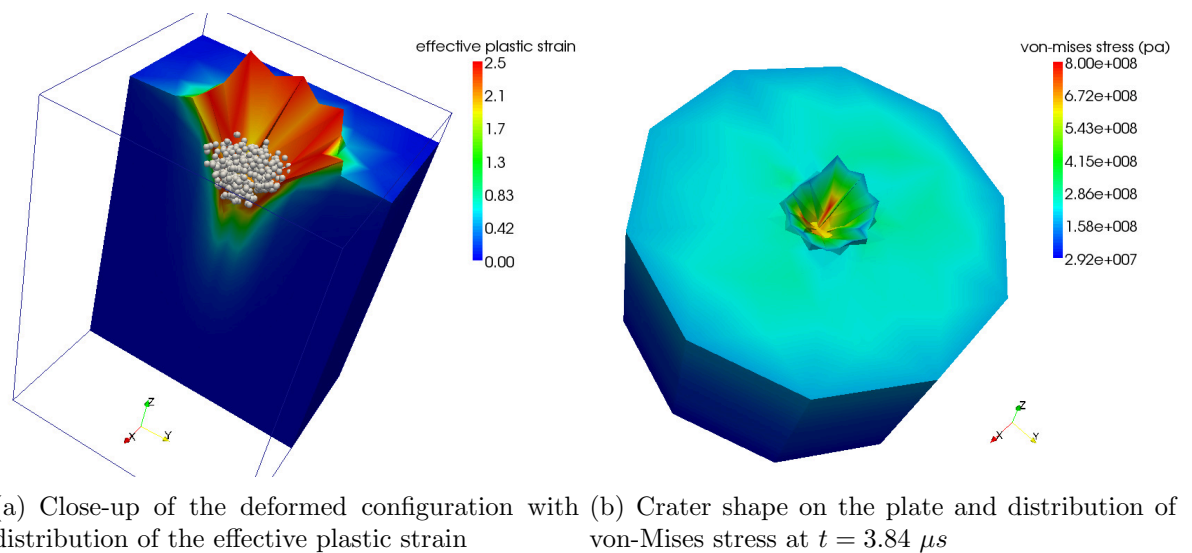 effective plastic strain
2.5
2.1
1.7
1.3
0.83
0.42
0.00
Z
X
Y
von-mises stress (pa)
8.00e+008
6.72e+008
5.43e+008
4.15e+008
2.86e+008
1.58e+008
2.92e+007
Z
X
Y
a) Close-up of the deformed configuration with
distribution of the effective plastic strain
(b) Crater shape on the plate and distribution of
von-Mises stress at t = 3.84 μs